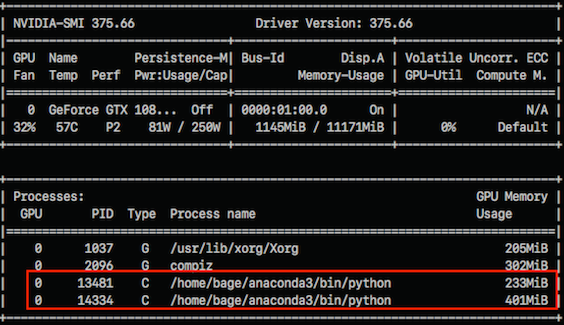 NVIDIA-SMI 375.66 Driver Version: 375.66
GPU Name Persistence-M| Bus-Id Disp.A | Volatile Uncorr. ECC
Fan Temp Perf Pwr:Usage/Cap| Memory-Usage | GPU-Util Compute M.
0 GeForce GTX 108... Off | 0000:01:00.0 On | N/A
32% 57C P2 81W / 250W | 1145MiB / 11171MiB | 0% Default
Processes: GPU Memory
GPU PID Type Process name Usage
0 1037 G /usr/lib/xorg/Xorg 205MiB
0 2096 G compiz 302MiB
0 13481 C /home/bage/anaconda3/bin/python 233MiB
0 14334 C /home/bage/anaconda3/bin/python 401MiB